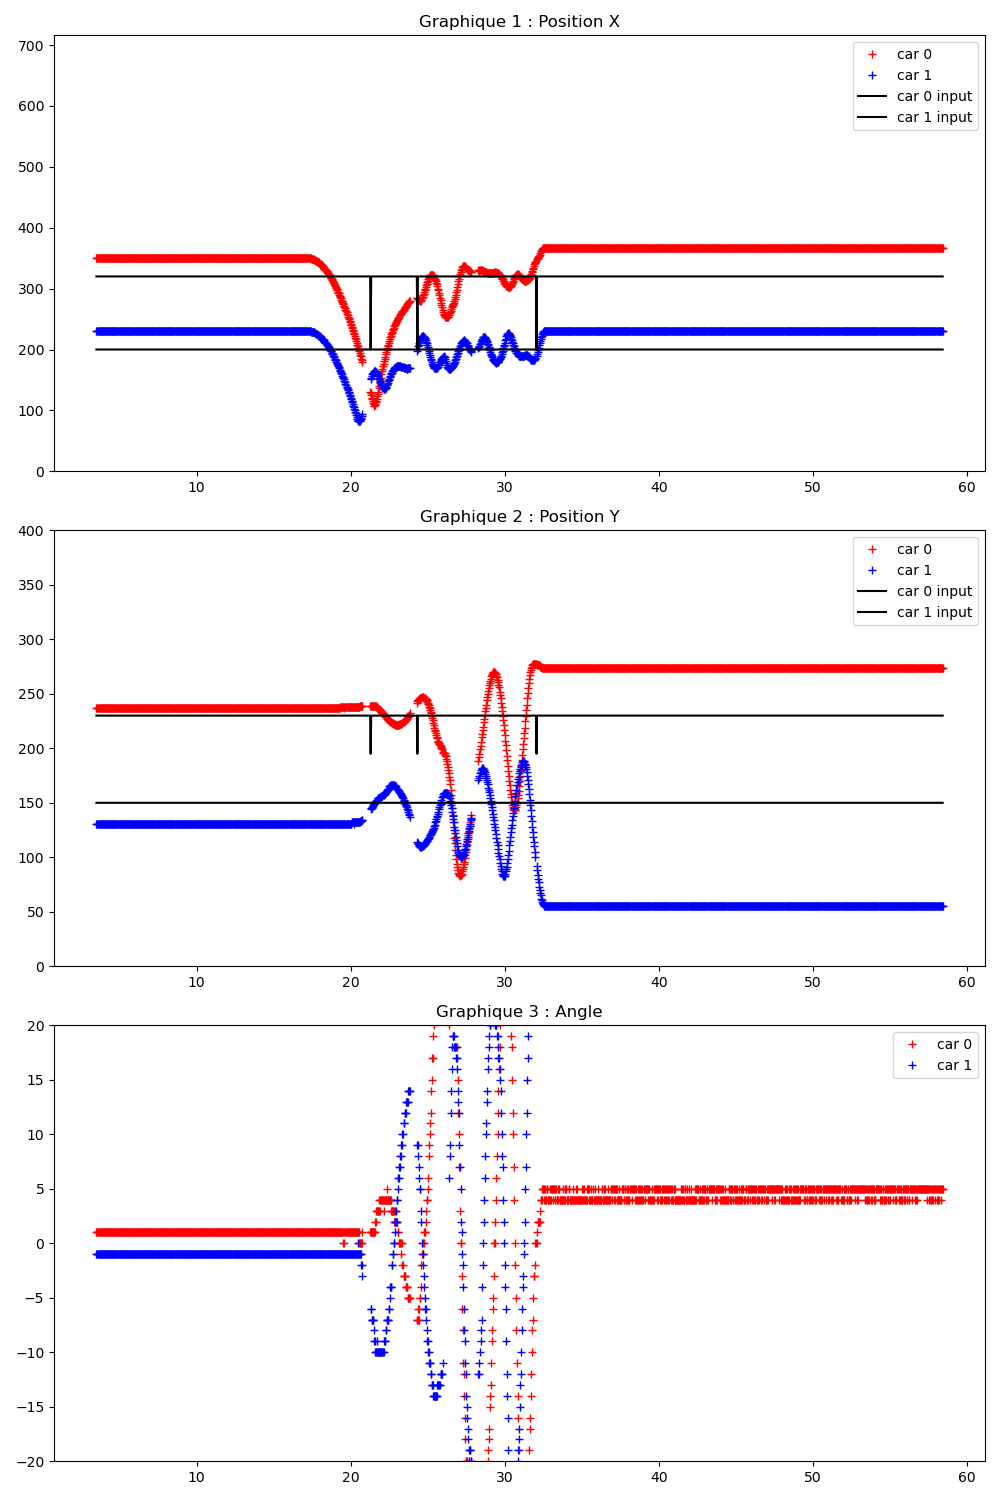 Graphique 1 : Position X
700
600
500
400
300
200
100
0
car 0
car 1
car 0 input
car 1 input
10 20 30 40 50 60
Graphique 2 : Position Y
400
350
300
250
200
150
100
50
0
car 0
car 1
car 0 input
car 1 input
10 20 30 40 50 60
Graphique 3 : Angle
20
15
10
5
0
−5
−10
−15
−20
car 0
car 1
10 20 30 40 50 60